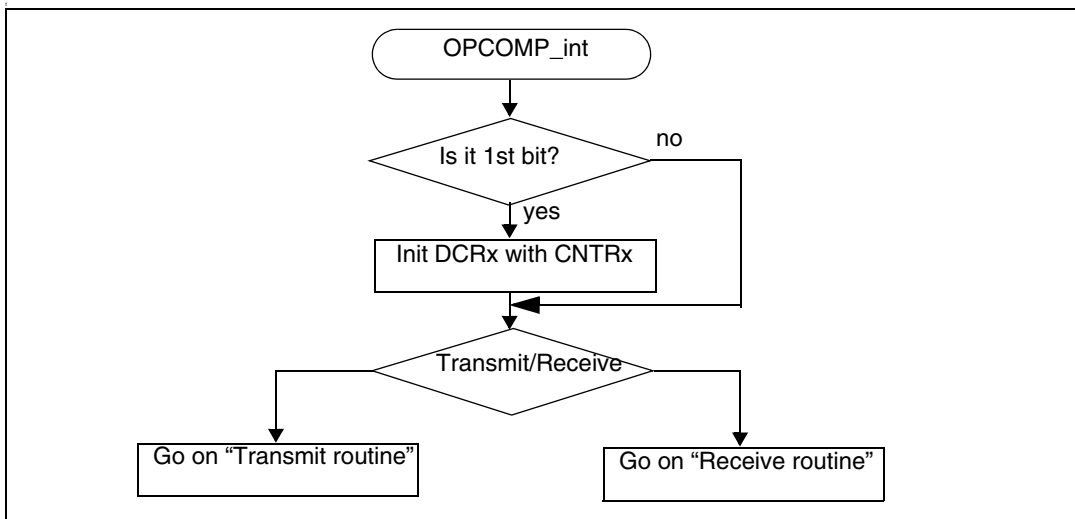 OPCOMP_int
Is it 1st bit?
no
yes
Init DCRx with CNTRx
Transmit/Receive
Go on “Transmit routine”
Go on “Receive routine”